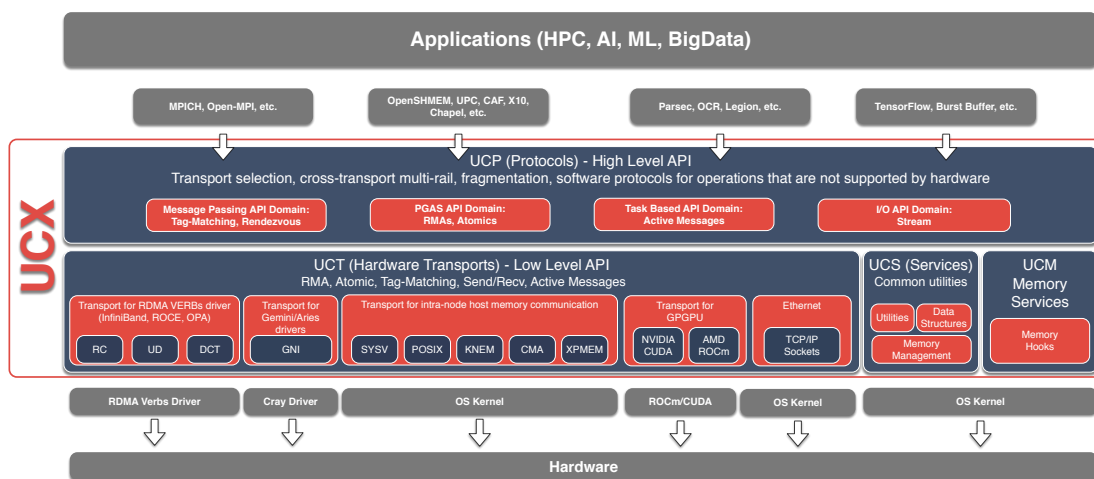 Applications (HPC, AI, ML, BigData)
MPICH, Open-MPI, etc.
OpenSHMEM, UPC, CAF, X10,
Chapel, etc.
Parsec, OCR, Legion, etc.
TensorFlow, Burst Buffer, etc.
UCX
UCP (Protocols) - High Level API
Transport selection, cross-transport multi-rail, fragmentation, software protocols for operations that are not supported by hardware
Message Passing API Domain:
Tag-Matching, Rendezvous
PGAS API Domain:
RMAs, Atomics
Task Based API Domain:
Active Messages
I/O API Domain:
Stream
UCT (Hardware Transports) - Low Level API
RMA, Atomic, Tag-Matching, Send/Recv, Active Messages
Transport for RDMA VERBs driver
(InfiniBand, ROCE, OPA)
RC
UD
DCT
Transport for
Gemini/Aries
drivers
GNI
Transport for intra-node host memory communication
SYSV
POSIX
KNEM
CMA
XPMEM
Transport for
GPGPU
NVIDIA
CUDA
AMD
ROCm
Ethernet
TCP/IP
Sockets
UCS (Services)
Common utilities
Utilities
Data
Structures
Memory
Management
UCM
Memory
Services
Memory
Hooks
RDMA Verbs Driver
Cray Driver
OS Kernel
ROCm/CUDA
OS Kernel
OS Kernel
Hardware